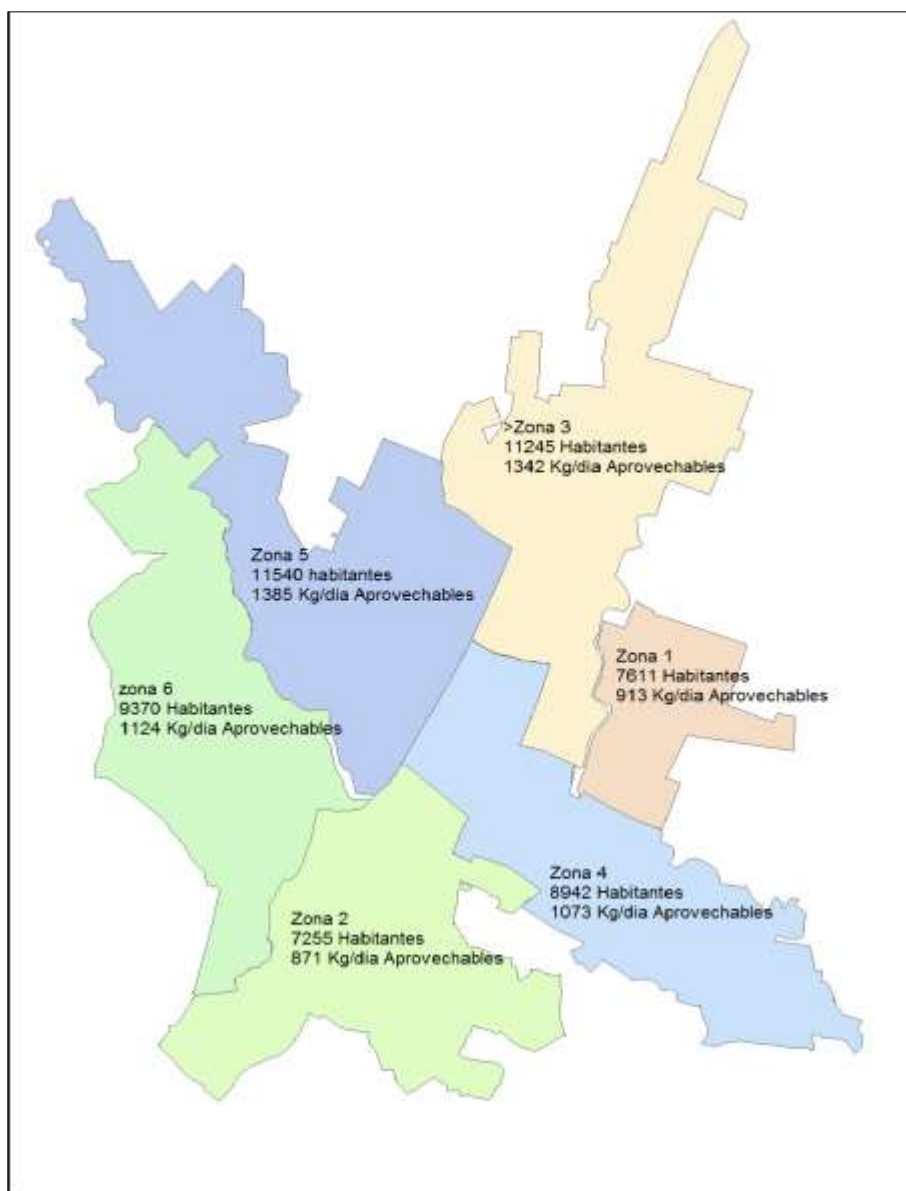 >Zona 3
11245 Habitantes
1342 Kg/dia Aprovechables
Zona 5
11540 habitantes
1385 Kg/dia Aprovechables
Zona 1
7611 Habitantes
913 Kg/dia Aprovechables
zona 6
9370 Habitantes
1124 Kg/dia Aprovechables
Zona 4
8942 Habitantes
1073 Kg/dia Aprovechables
Zona 2
7255 Habitantes
871 Kg/dia Aprovechables